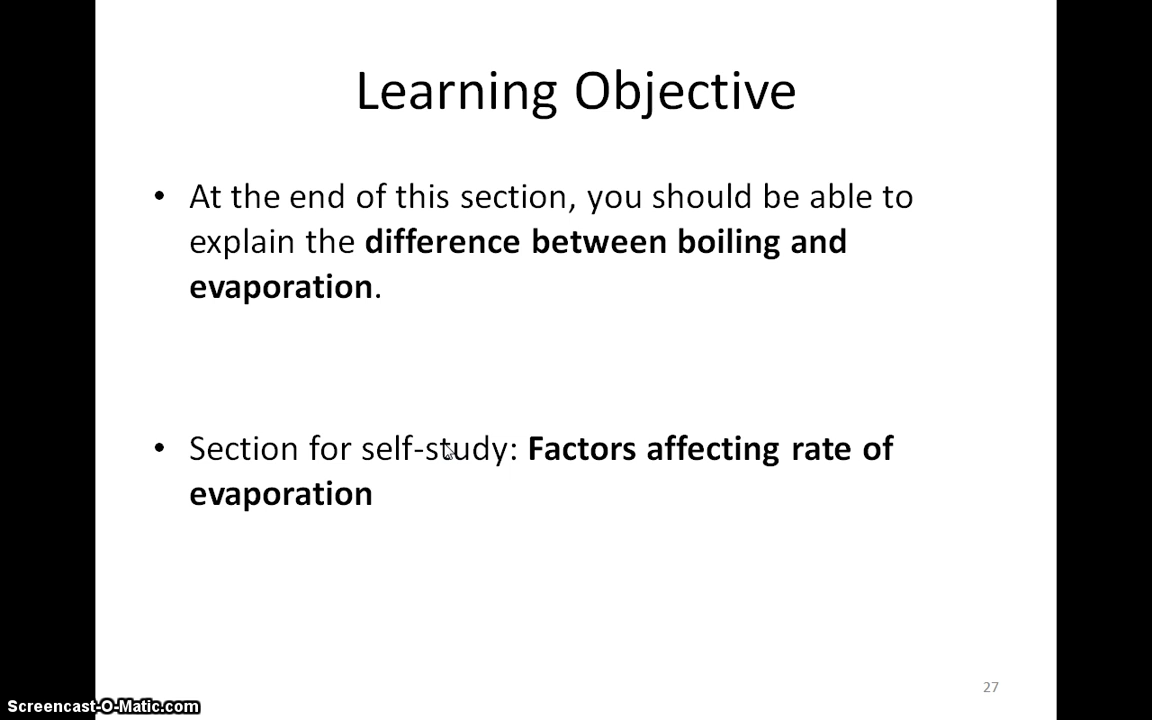 Learning Objective
• At the end of this section, you should be able to
explain the difference between boiling and
evaporation.
• Section for self-study: Factors affecting rate of
evaporation
27
Screencast-O-Matic.com